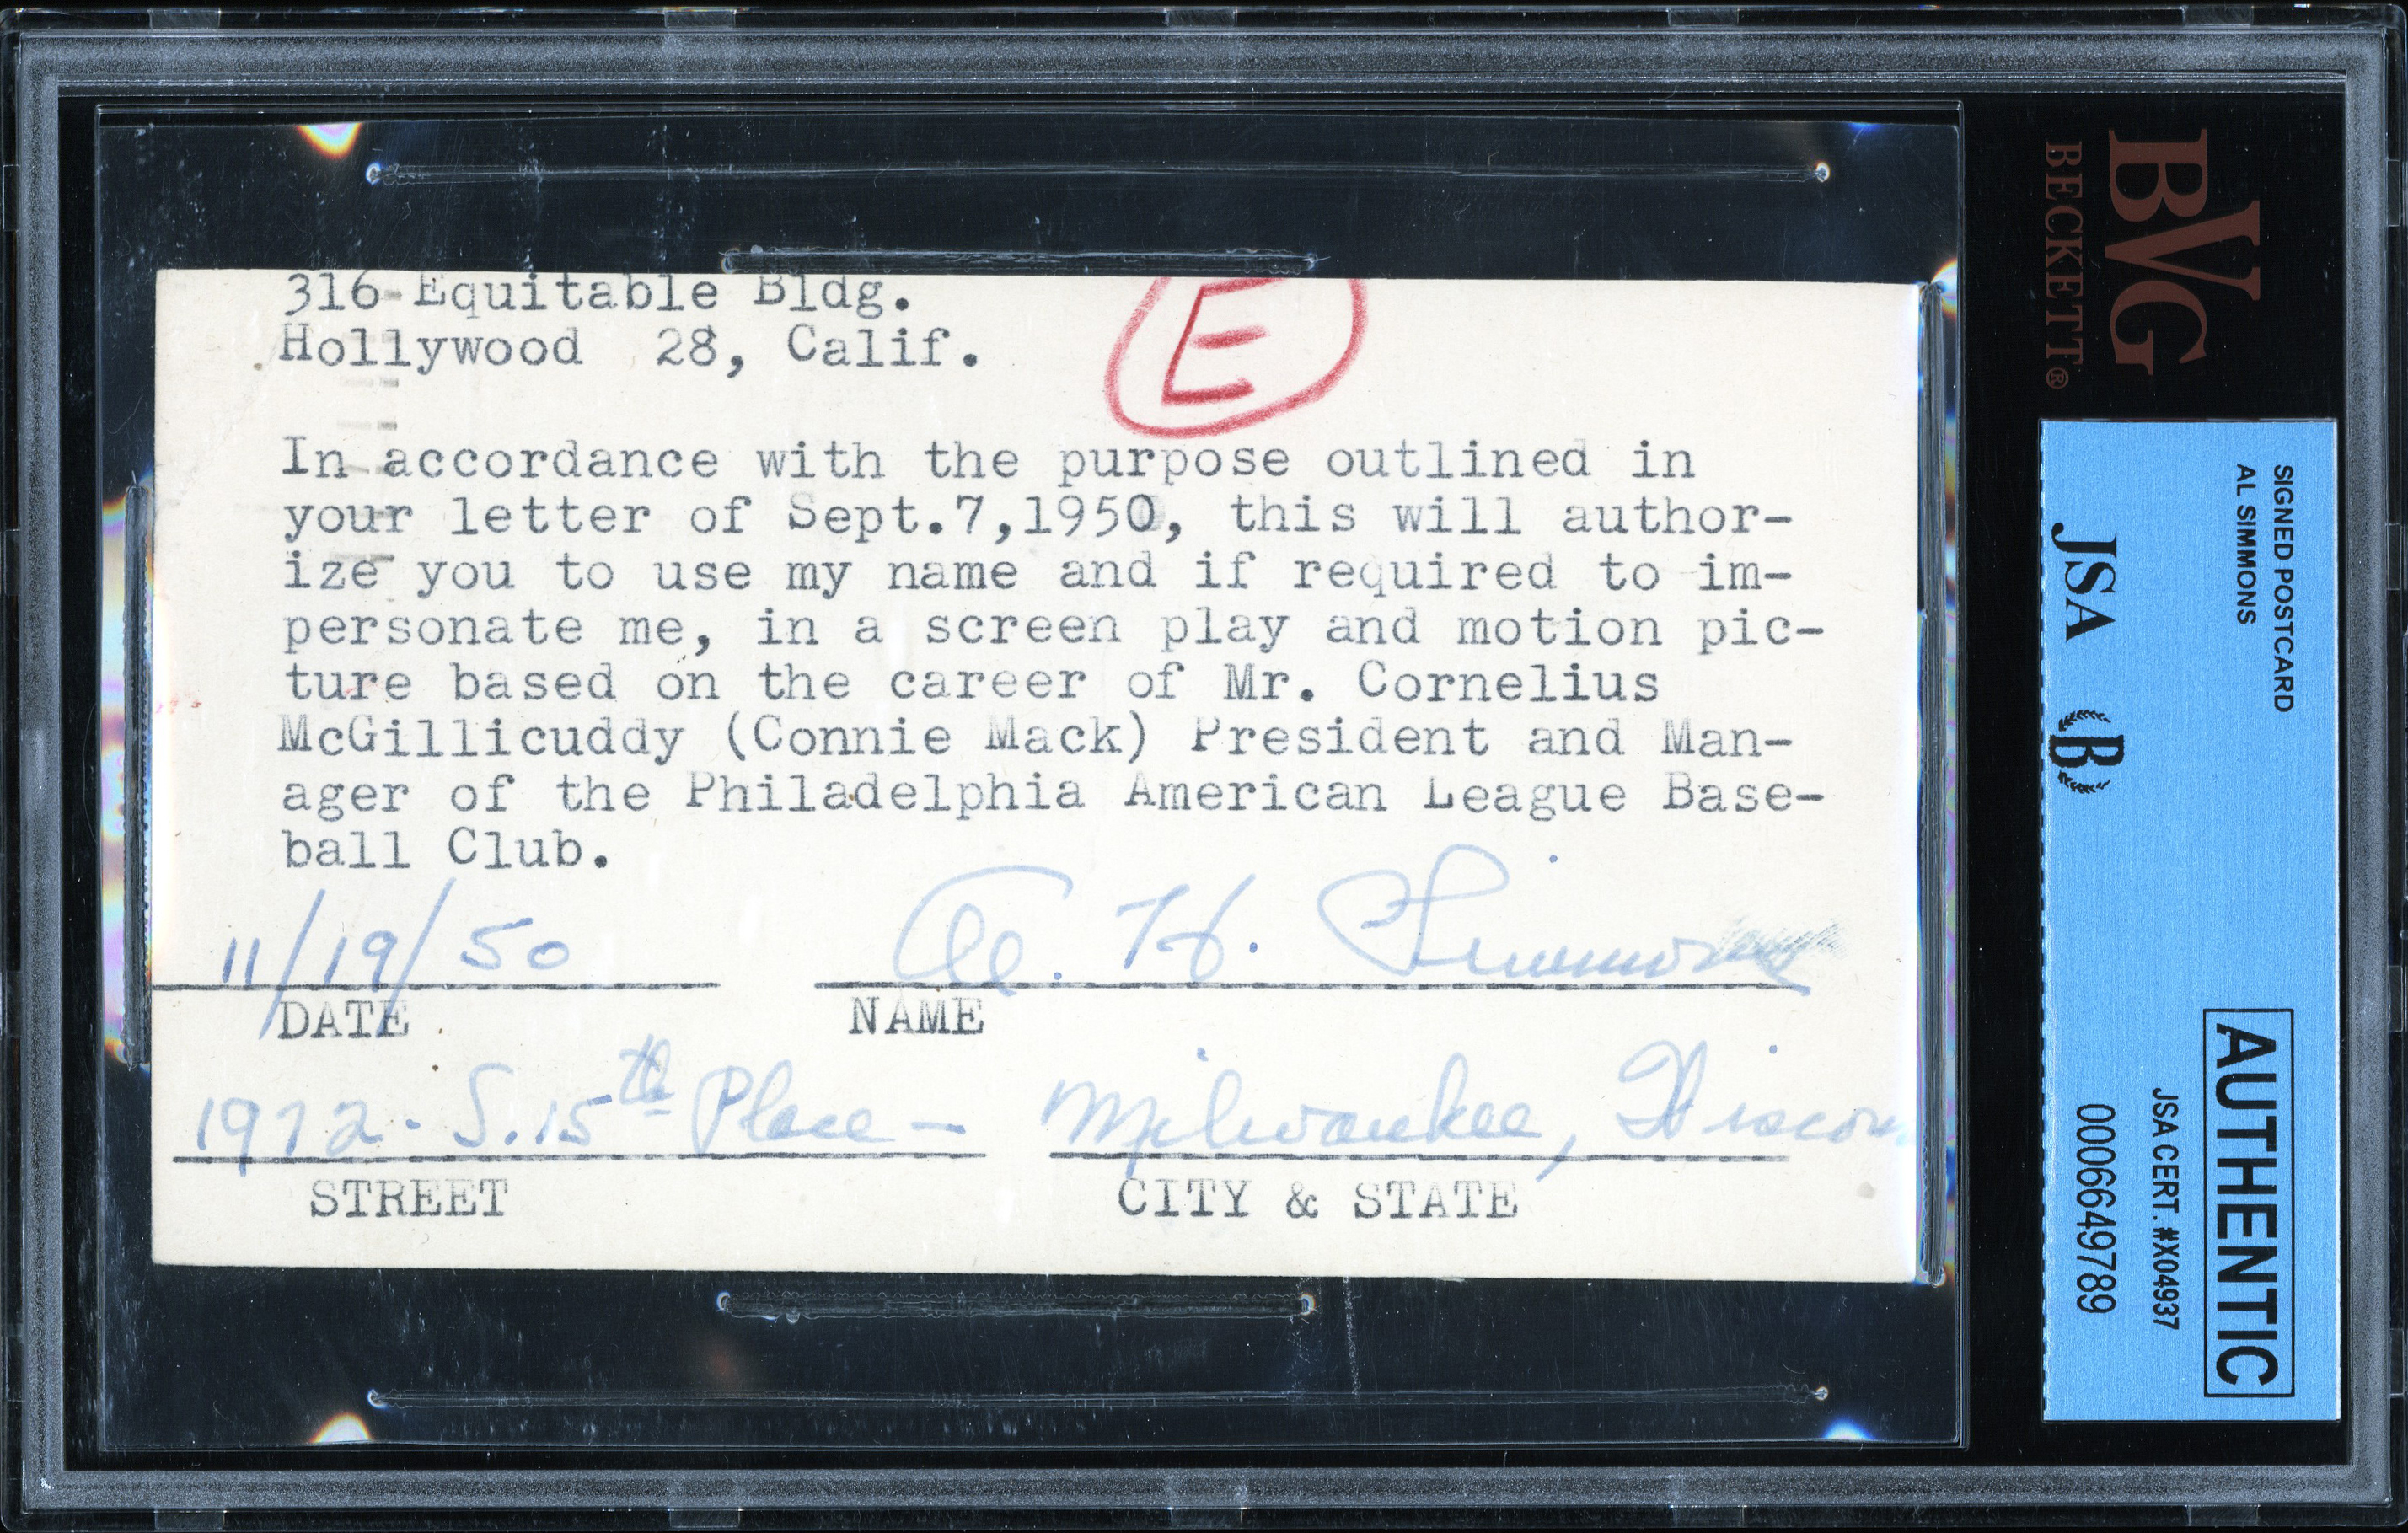 316 Equitable Bldg.
Hollywood 28, Calif.
E
In accordance with the purpose outlined in
your letter of Sept.7,1950, this will author-
ize you to use my name and if required to im-
personate me, in a screen play and motion pic-
ture based on the career of Mr. Cornelius
McGillicuddy (Connie Mack) President and Man-
ager of the Philadelphia American League Base-
ball Club.
11/19/50 Al. H. Simmons
DATE NAME
1972. S. 15th Place - Milwaukee, Wiscon
STREET CITY & STATE
BVG
BECKETT®
SIGNED POSTCARD
AL SIMMONS
JSA B
AUTHENTIC
JSA CERT. #X04937
0006649789